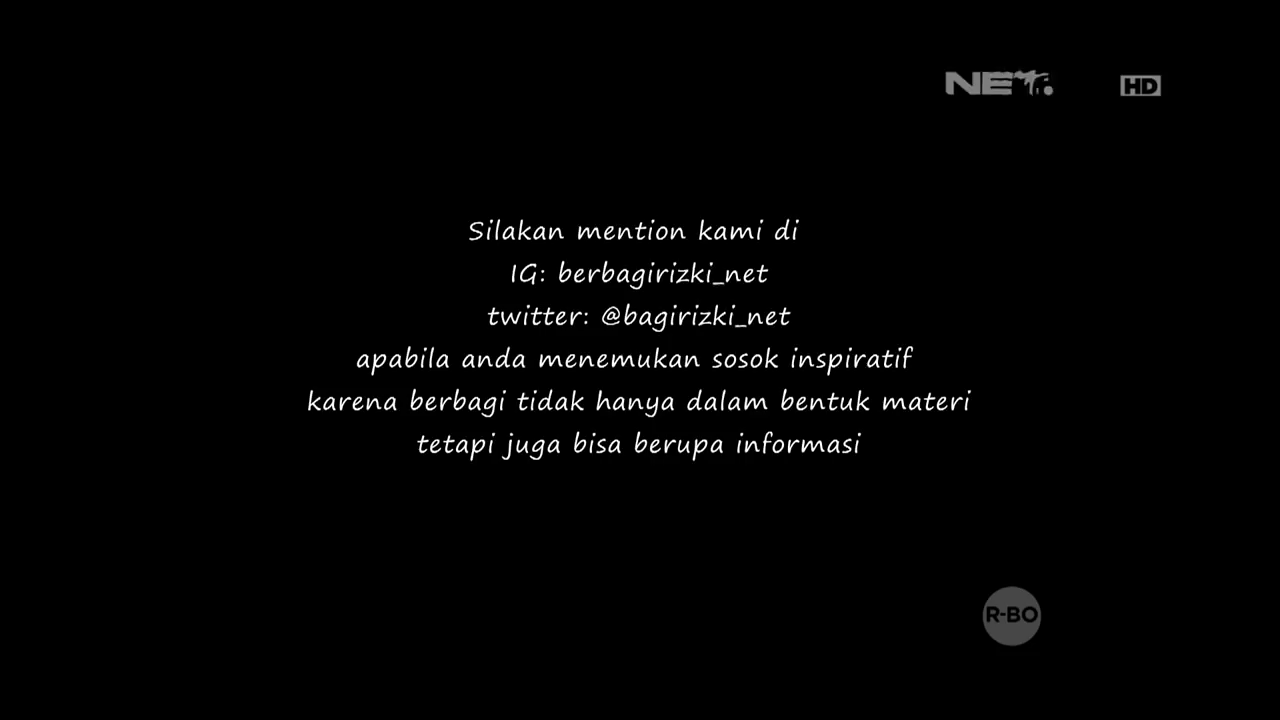 NET.
HD
Silakan mention kami di
IG: berbagirizki_net
twitter: @bagirizki_net
apabila anda menemukan sosok inspiratif
karena berbagi tidak hanya dalam bentuk materi
tetapi juga bisa berupa informasi
R-BO